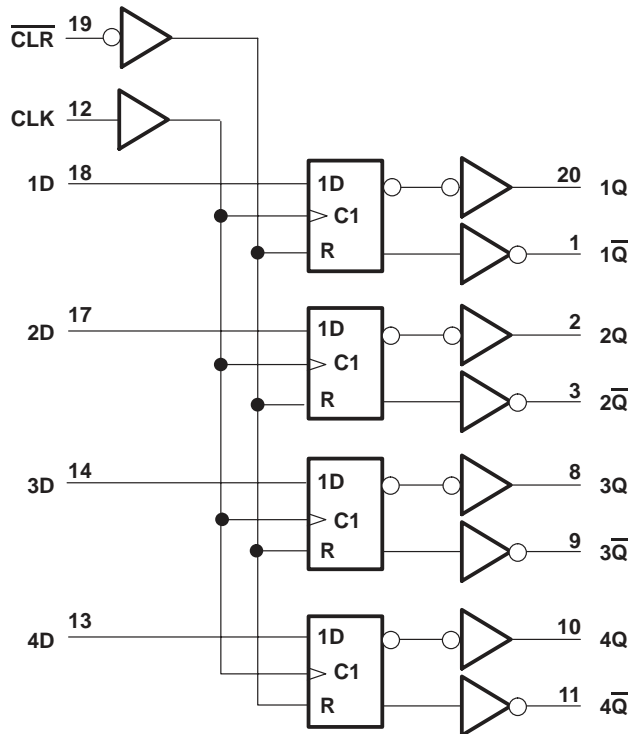 C̅L̅R̅ 19
CLK 12
1D 18 1D 20 1Q
C1
R 1 1Q̅
2D 17 1D 2 2Q
C1
R 3 2Q̅
3D 14 1D 8 3Q
C1
R 9 3Q̅
4D 13 1D 10 4Q
C1
R 11 4Q̅